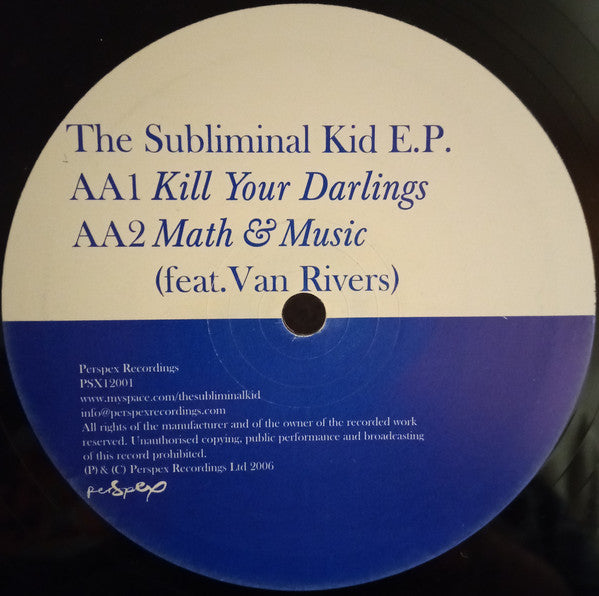 The Subliminal Kid E.P.
AA1 Kill Your Darlings
AA2 Math & Music
(feat.Van Rivers)
Perspex Recordings
PSX12001
www.myspace.com/thesubliminalkid
info@perspexrecordings.com
All rights of the manufacturer and of the owner of the recorded work
reserved. Unauthorised copying, public performance and broadcasting
of this record prohibited.
(P) & (C) Perspex Recordings Ltd 2006
perspex